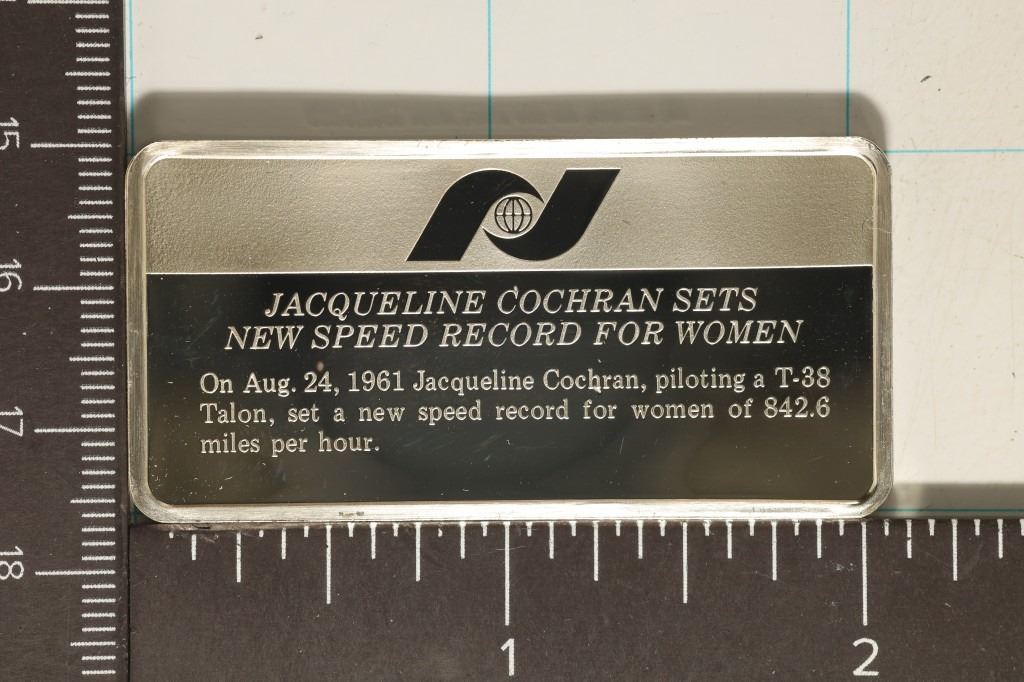 JACQUELINE COCHRAN SETS
NEW SPEED RECORD FOR WOMEN
On Aug. 24, 1961 Jacqueline Cochran, piloting a T-38
Talon, set a new speed record for women of 842.6
miles per hour.
15
16
17
18
1 2